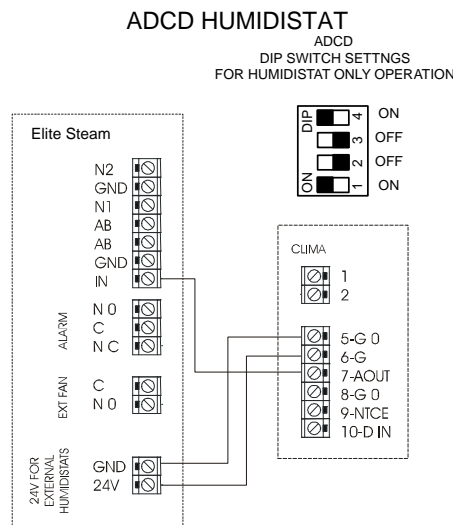 ADCD HUMIDISTAT
ADCD
DIP SWITCH SETTNGS
FOR HUMIDISTAT ONLY OPERATION
DIP
ON
4 ON
3 OFF
2 OFF
1 ON
Elite Steam
N2
GND
N1
AB
AB
GND
IN
ALARM
N 0
C
N C
EXT FAN
C
N 0
24V FOR
EXTERNAL
HUMIDISTATS
GND
24V
CLIMA
1
2
5-G 0
6-G
7-AOUT
8-G 0
9-NTCE
10-D IN